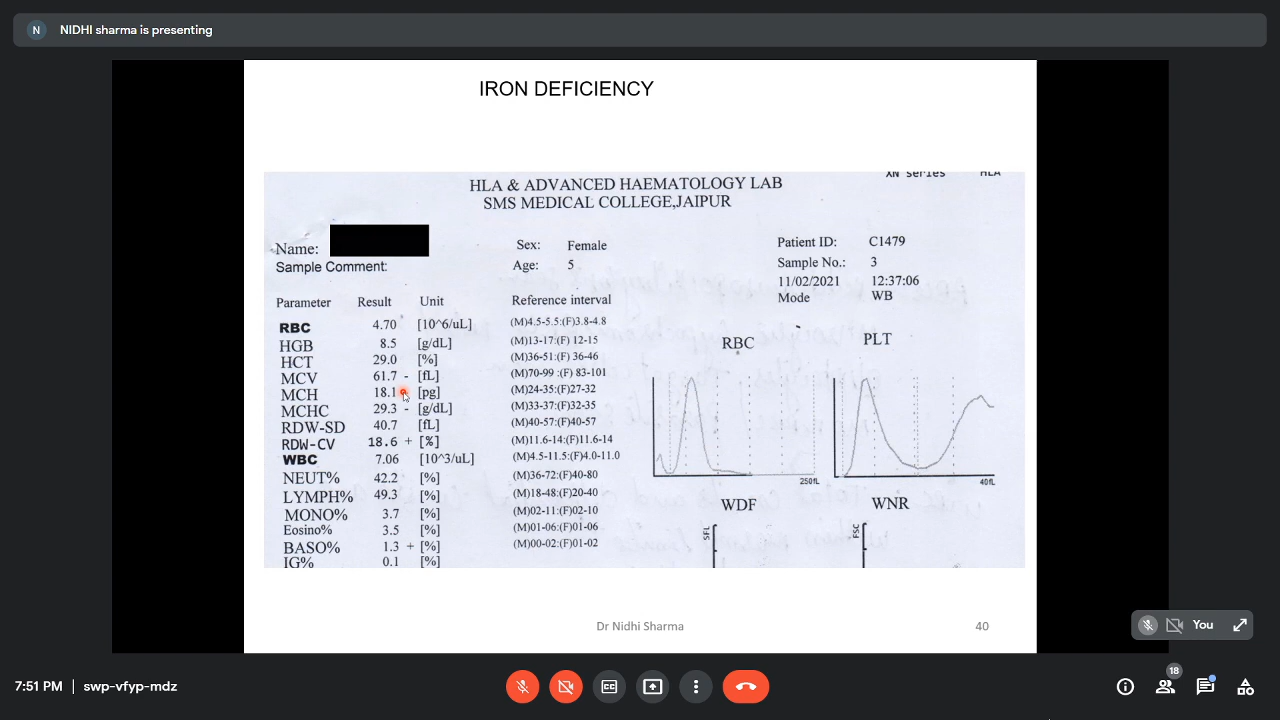 N NIDHI sharma is presenting
IRON DEFICIENCY
XN series HLA
HLA & ADVANCED HAEMATOLOGY LAB
SMS MEDICAL COLLEGE,JAIPUR
Name: Sex: Female Patient ID: C1479
Sample Comment: Age: 5 Sample No.: 3
11/02/2021 12:37:06
Mode WB
Parameter Result Unit Reference interval
RBC 4.70 [10^6/uL] (M)4.5-5.5:(F)3.8-4.8
HGB 8.5 [g/dL] (M)13-17:(F) 12-15
HCT 29.0 [%] (M)36-51:(F) 36-46
MCV 61.7 - [fL] (M)70-99 :(F) 83-101
MCH 18.1 [pg] (M)24-35:(F)27-32
MCHC 29.3 - [g/dL] (M)33-37:(F)32-35
RDW-SD 40.7 [fL] (M)40-57:(F)40-57
RDW-CV 18.6 + [%] (M)11.6-14:(F)11.6-14
WBC 7.06 [10^3/uL] (M)4.5-11.5:(F)4.0-11.0
NEUT% 42.2 [%] (M)36-72:(F)40-80
LYMPH% 49.3 [%] (M)18-48:(F)20-40
MONO% 3.7 [%] (M)02-11:(F)02-10
Eosino% 3.5 [%] (M)01-06:(F)01-06
BASO% 1.3 + [%] (M)00-02:(F)01-02
IG% 0.1 [%]
RBC PLT
250fL 40fL
WDF WNR
SFL FSC
Dr Nidhi Sharma 40
You
7:51 PM | swp-vfyp-mdz
CC
18